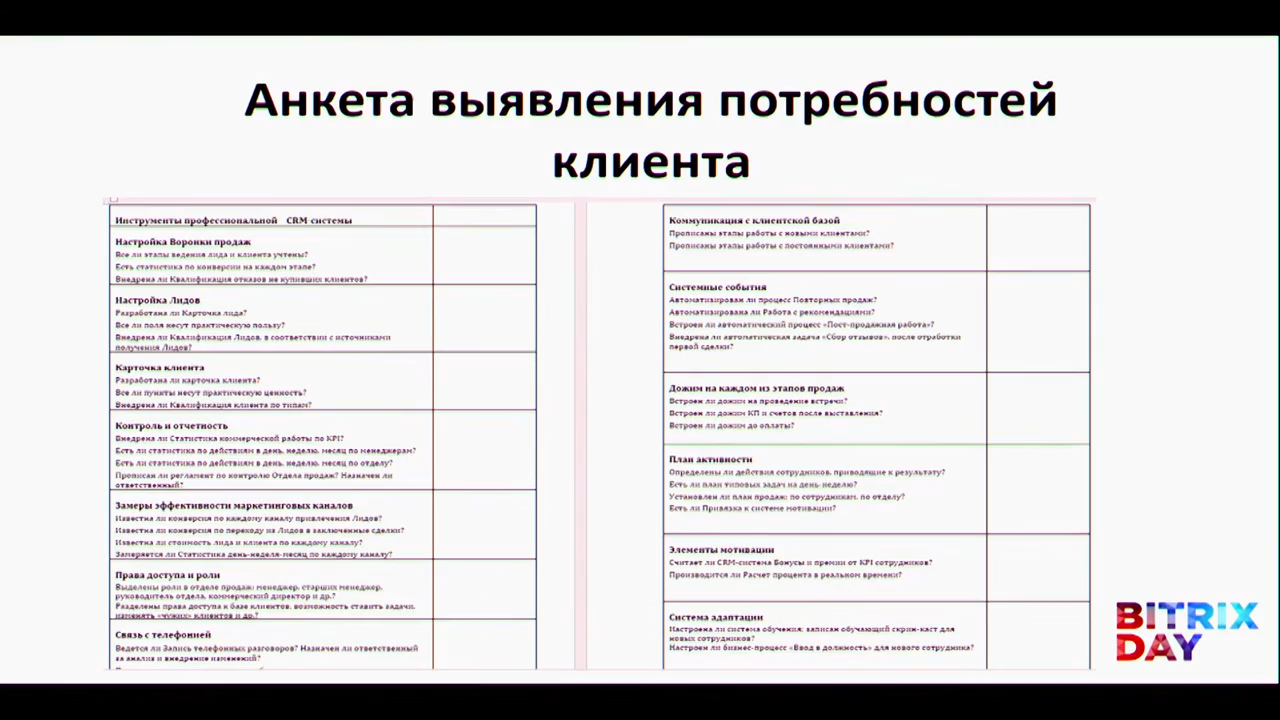 Анкета выявления потребностей
клиента
Инструменты профессиональной CRM-системы
Настройка Воронки продаж
Все ли этапы ведения лида и клиента учтены?
Есть статистика по конверсии на каждом этапе?
Внедрена ли Квалификация отказов не купивших клиентов?
Настройка Лидов
Разработана ли Карточка лида?
Все ли поля несут практическую пользу?
Внедрена ли Квалификация Лидов, в соответствии с источниками
получения Лидов?
Карточка клиента
Разработана ли карточка клиента?
Все ли пункты несут практическую ценность?
Внедрена ли Квалификация клиента по типам?
Контроль и отчетность
Внедрена ли Статистика коммерческой работы по KPI?
Есть ли статистика по действиям в день, неделю, месяц по менеджерам?
Есть ли статистика по действиям в день, неделю, месяц по отделу?
Прописан ли регламент по контролю Отдела продаж? Назначен ли
ответственный?
Замеры эффективности маркетинговых каналов
Известна ли конверсия по каждому каналу привлечения Лидов?
Известна ли конверсия по переходу из Лидов в заключенные сделки?
Известна ли стоимость лида и клиента по каждому каналу?
Замеряется ли Статистика день-неделя-месяц по каждому каналу?
Права доступа и роли
Выделены роли в отделе продаж: менеджер, старших менеджер,
руководитель отдела, коммерческий директор и др.?
Разделены права доступа к базе клиентов, возможность ставить задачи,
изменять «чужих» клиентов и др.?
Связь с телефонией
Ведется ли Запись телефонных разговоров? Назначен ли ответственный
за анализ и внедрение изменений?
Коммуникация с клиентской базой
Прописаны этапы работы с новыми клиентами?
Прописаны этапы работы с постоянными клиентами?
Системные события
Автоматизирован ли процесс Повторных продаж?
Автоматизирована ли Работа с рекомендациями?
Встроен ли автоматический процесс «Пост-продажная работа»?
Внедрена ли автоматическая задача «Сбор отзывов», после отработки
первой сделки?
Дожим на каждом из этапов продаж
Встроен ли дожим на проведение встречи?
Встроен ли дожим КП и счетов после выставления?
Встроен ли дожим до оплаты?
План активности
Определены ли действия сотрудников, приводящие к результату?
Есть ли план типовых задач на день-неделю?
Установлен ли план продаж: по сотрудникам, по отделу?
Есть ли Привязка к системе мотивации?
Элементы мотивации
Считает ли CRM-система Бонусы и премии от KPI сотрудников?
Производится ли Расчет процента в реальном времени?
Система адаптации
Настроена ли система обучения: записан обучающий скрин-каст для
новых сотрудников?
Настроен ли бизнес-процесс «Ввод в должность» для нового сотрудника?
BITRIX
DAY